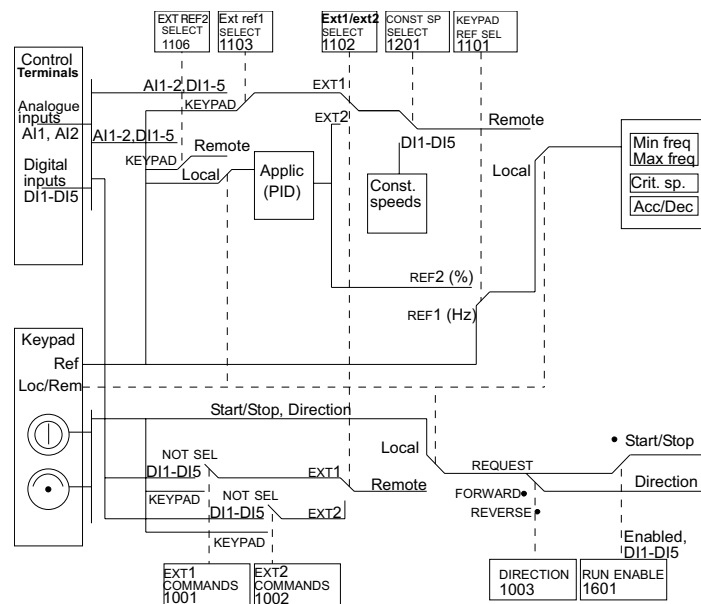 EXT REF2
SELECT
1106
Ext ref1
SELECT
1103
Ext1/ext2
SELECT
1102
CONST SP
SELECT
1201
KEYPAD
REF SEL
1101
Control
Terminals
Analogue
inputs
AI1, AI2
Digital
inputs
DI1-DI5
AI1-2,DI1-5
KEYPAD
EXT1
EXT2
AI1-2,DI1-5
Remote
KEYPAD
Local
Applic
(PID)
DI1-DI5
Const.
speeds
Remote
Local
Min freq
Max freq
Crit. sp.
Acc/Dec
REF2 (%)
REF1 (Hz)
Keypad
Ref
Loc/Rem
Start/Stop, Direction
Local
NOT SEL
DI1-DI5
KEYPAD
EXT1
Remote
NOT SEL
DI1-DI5
EXT2
KEYPAD
REQUEST
Start/Stop
Direction
FORWARD
REVERSE
Enabled,
DI1-DI5
EXT1
COMMANDS
1001
EXT2
COMMANDS
1002
DIRECTION
1003
RUN ENABLE
1601